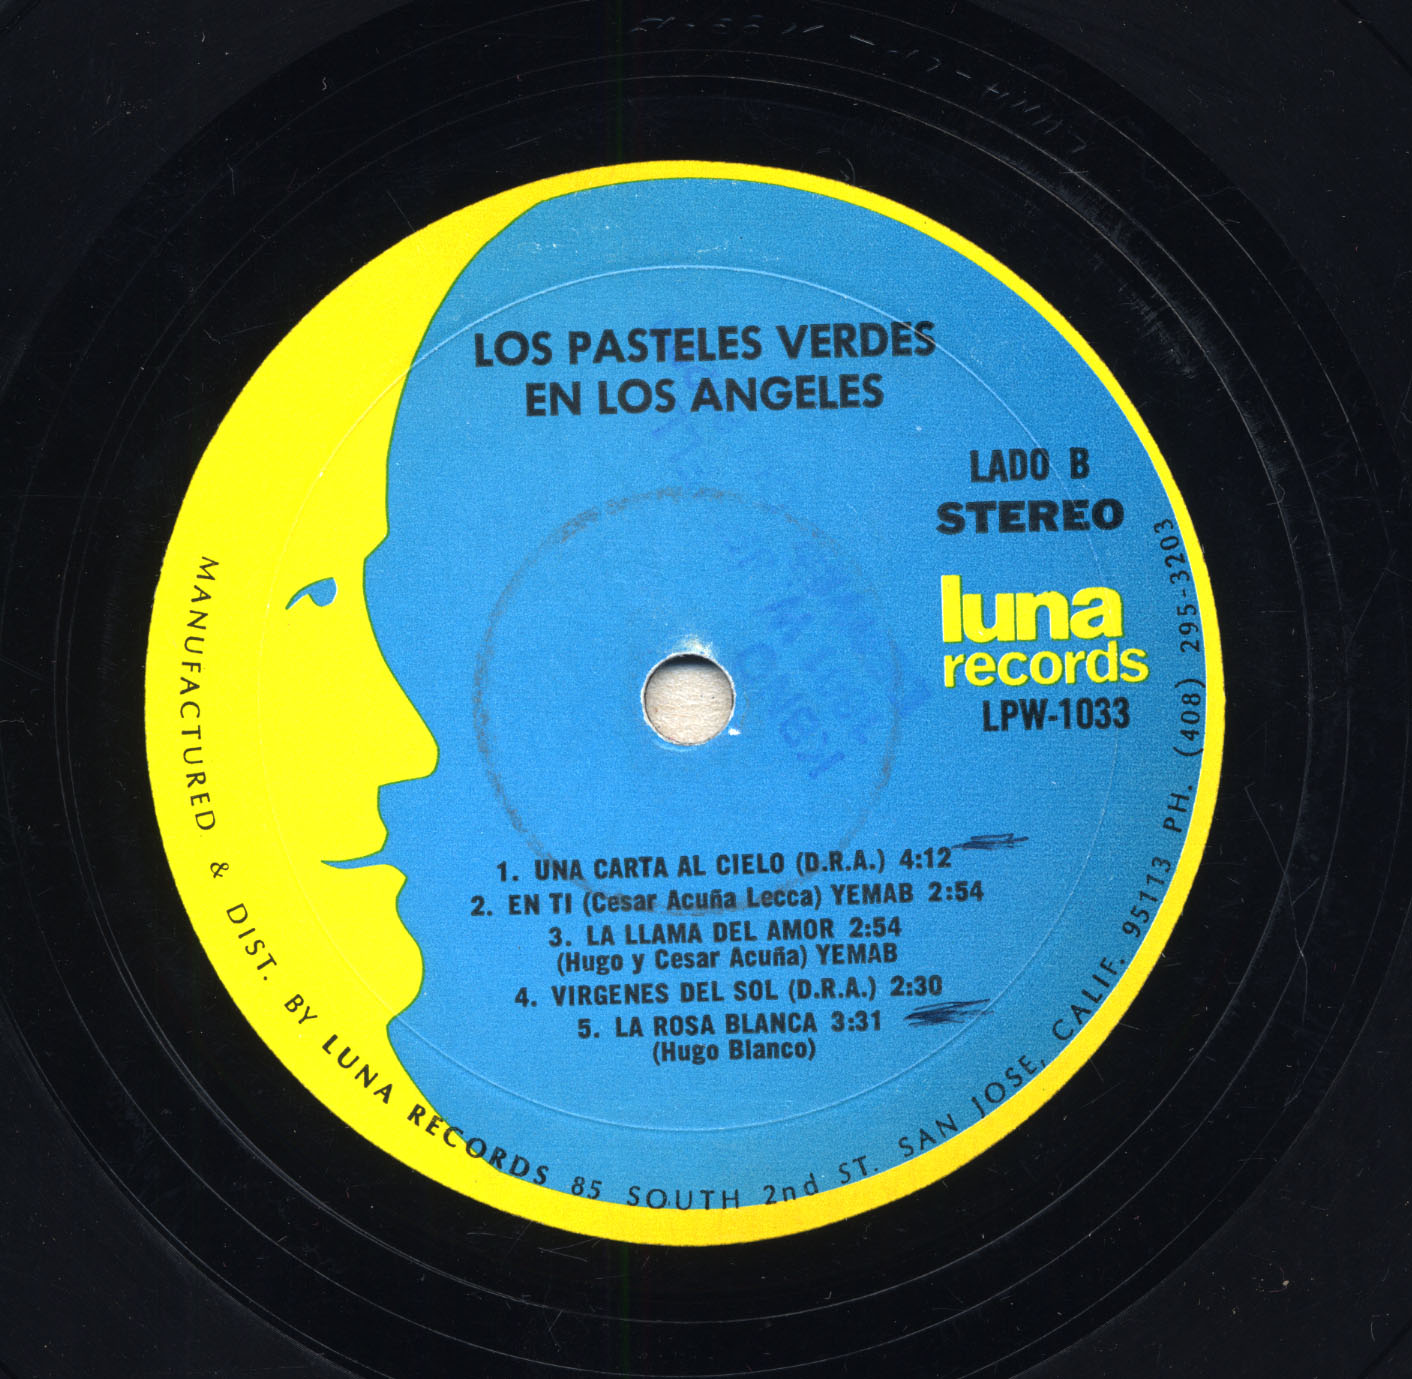 LOS PASTELES VERDES
EN LOS ANGELES
LADO B
STEREO
luna
records
LPW-1033
1. UNA CARTA AL CIELO (D.R.A.) 4:12
2. EN TI (Cesar Acuña Lecca) YEMAB 2:54
3. LA LLAMA DEL AMOR 2:54
(Hugo y Cesar Acuña) YEMAB
4. VIRGENES DEL SOL (D.R.A.) 2:30
5. LA ROSA BLANCA 3:31
(Hugo Blanco)
MANUFACTURED & DIST. BY LUNA RECORDS 85 SOUTH 2nd ST. SAN JOSE, CALIF. 95113 PH. (408) 295-3203